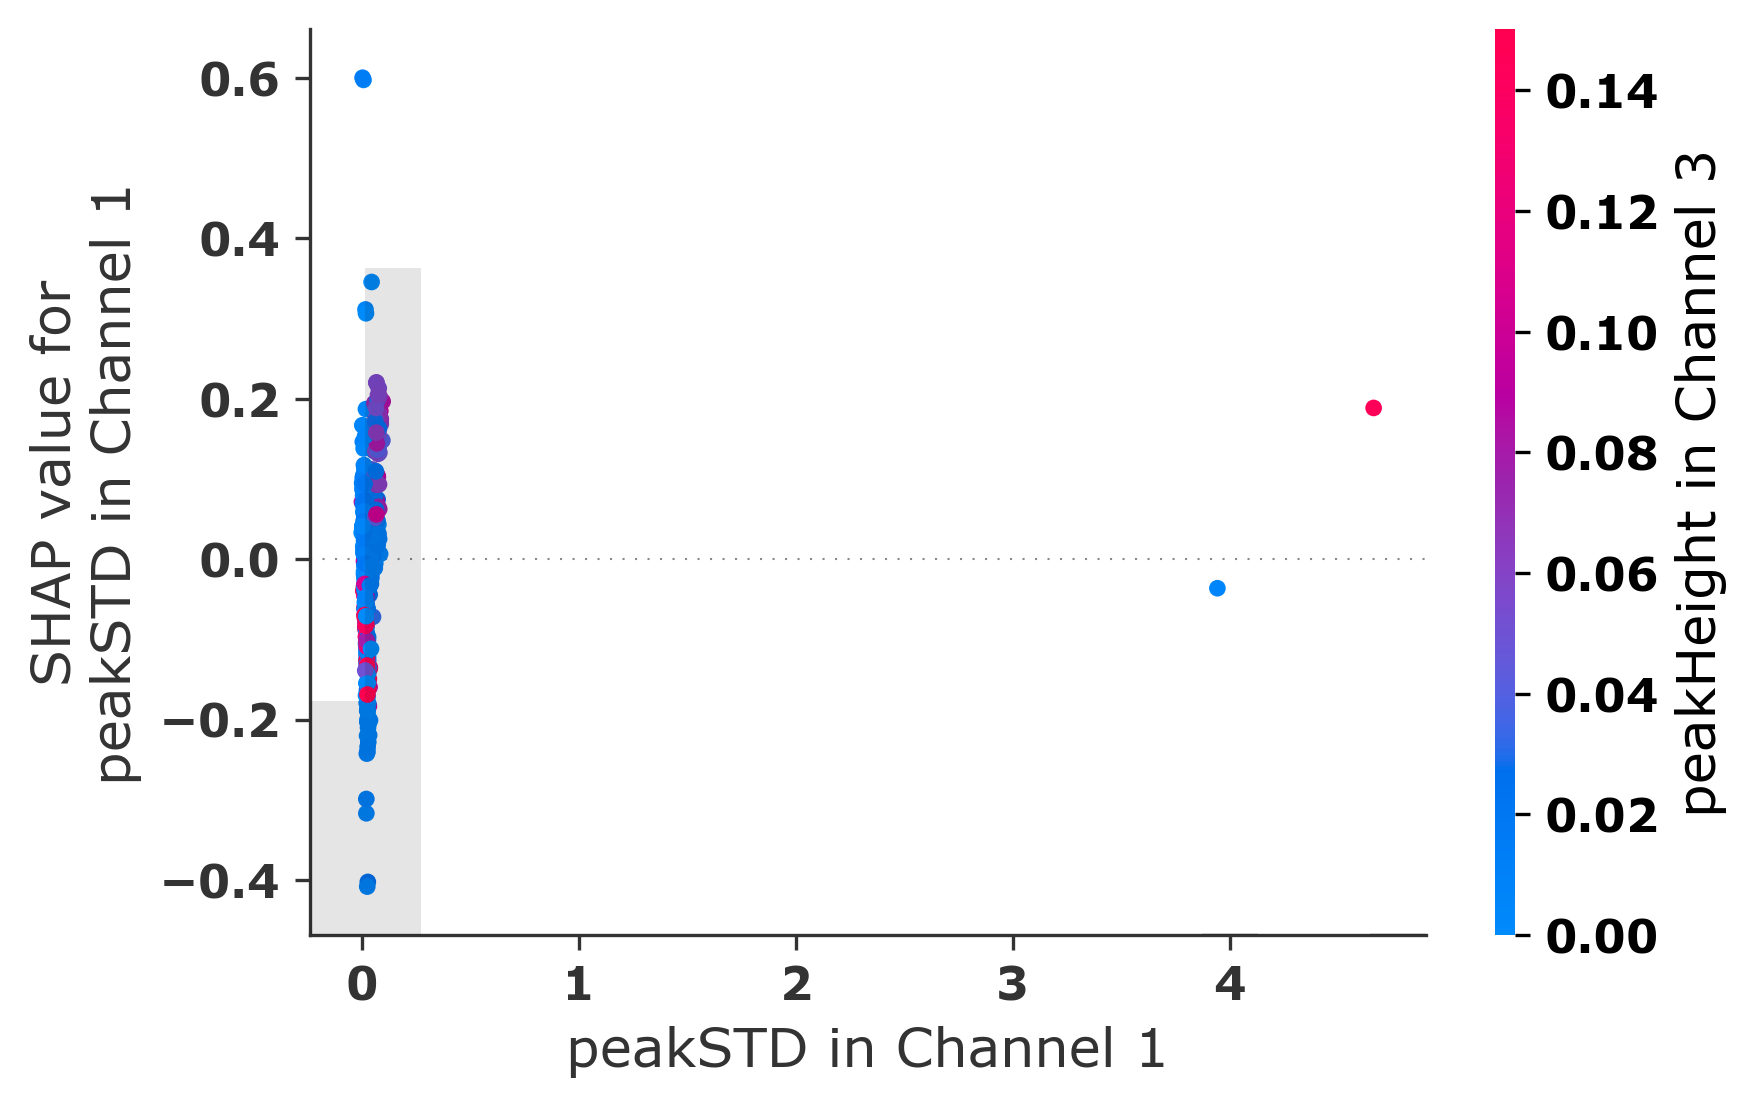 SHAP value for
peakSTD in Channel 1
0.6
0.4
0.2
0.0
−0.2
−0.4
0 1 2 3 4
peakSTD in Channel 1
0.14
0.12
0.10
0.08
0.06
0.04
0.02
0.00
peakHeight in Channel 3